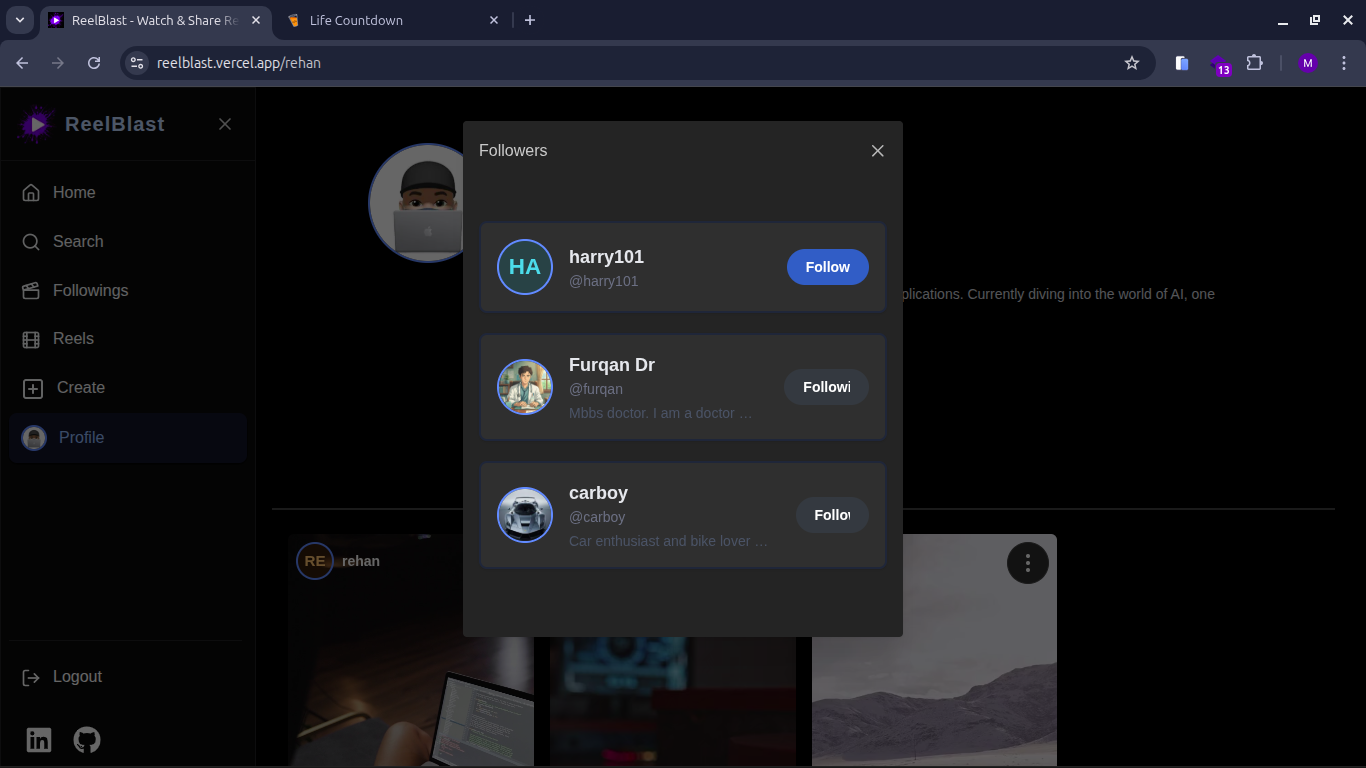 ReelBlast - Watch & Share Re
Life Countdown
reelblast.vercel.app/rehan
13
M
ReelBlast
Home
Search
Followings
Reels
Create
Profile
Logout
Followers
HA
harry101
@harry101
Follow
Furqan Dr
@furqan
Mbbs doctor. I am a doctor …
Followi
carboy
@carboy
Car enthusiast and bike lover …
Follo
plications. Currently diving into the world of AI, one
RE
rehan